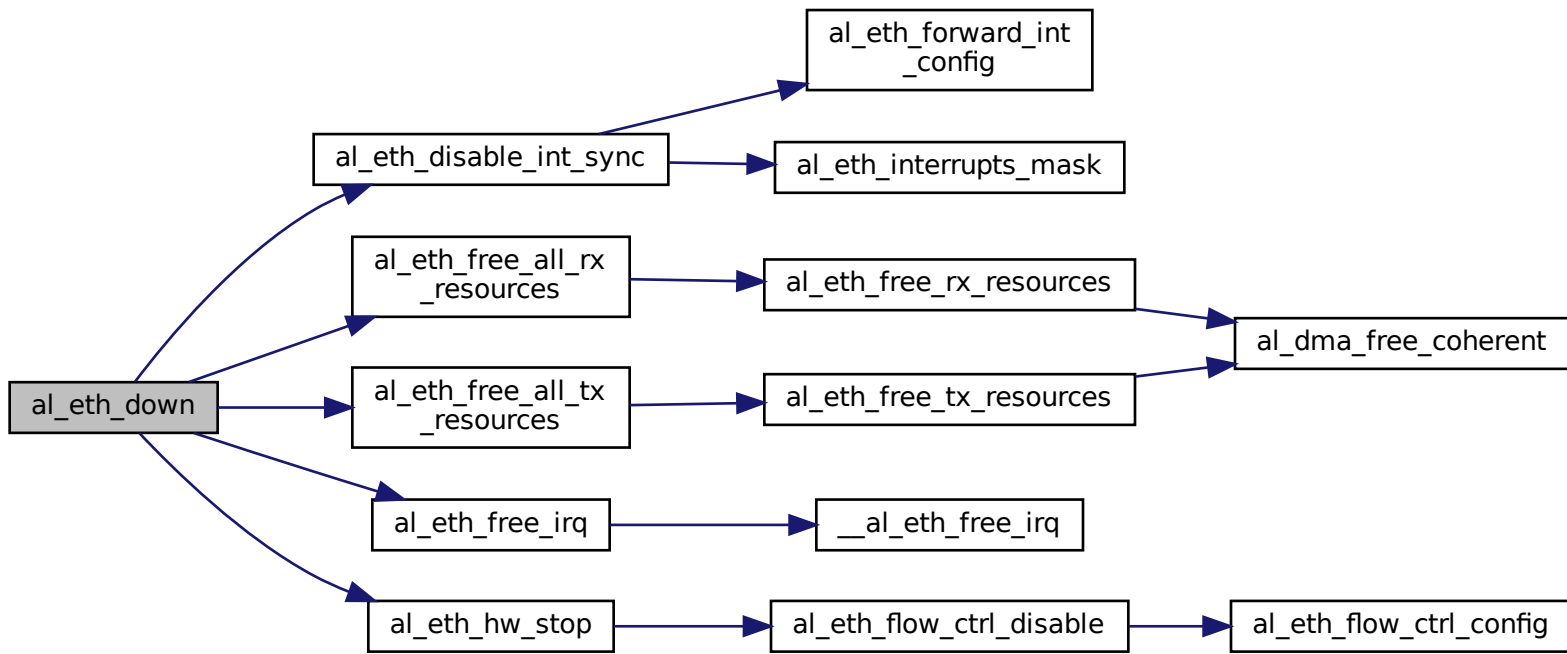 al_eth_forward_int
_config
al_eth_disable_int_sync
al_eth_interrupts_mask
al_eth_free_all_rx
_resources
al_eth_free_rx_resources
al_dma_free_coherent
al_eth_down
al_eth_free_all_tx
_resources
al_eth_free_tx_resources
al_eth_free_irq
__al_eth_free_irq
al_eth_hw_stop
al_eth_flow_ctrl_disable
al_eth_flow_ctrl_config